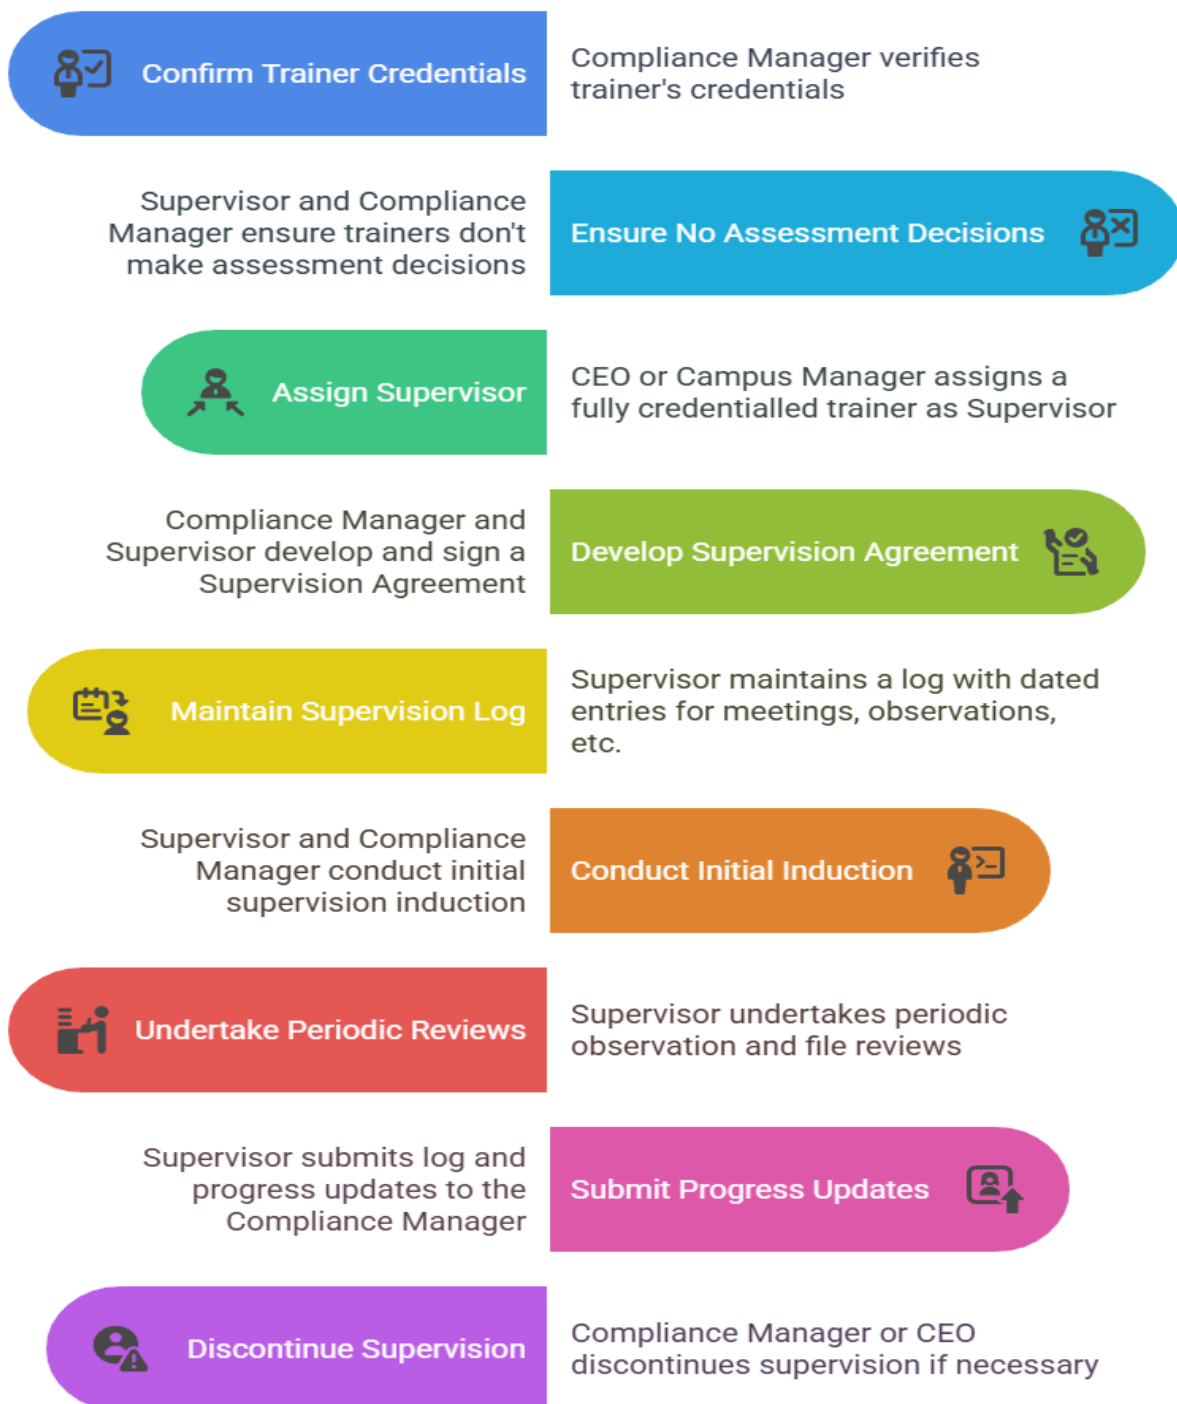 Confirm Trainer Credentials
Compliance Manager verifies
trainer's credentials
Supervisor and Compliance
Manager ensure trainers don't
make assessment decisions
Ensure No Assessment Decisions
Assign Supervisor
CEO or Campus Manager assigns a
fully credentialled trainer as Supervisor
Compliance Manager and
Supervisor develop and sign a
Supervision Agreement
Develop Supervision Agreement
Maintain Supervision Log
Supervisor maintains a log with dated
entries for meetings, observations,
etc.
Supervisor and Compliance
Manager conduct initial
supervision induction
Conduct Initial Induction
Undertake Periodic Reviews
Supervisor undertakes periodic
observation and file reviews
Supervisor submits log and
progress updates to the
Compliance Manager
Submit Progress Updates
Discontinue Supervision
Compliance Manager or CEO
discontinues supervision if necessary